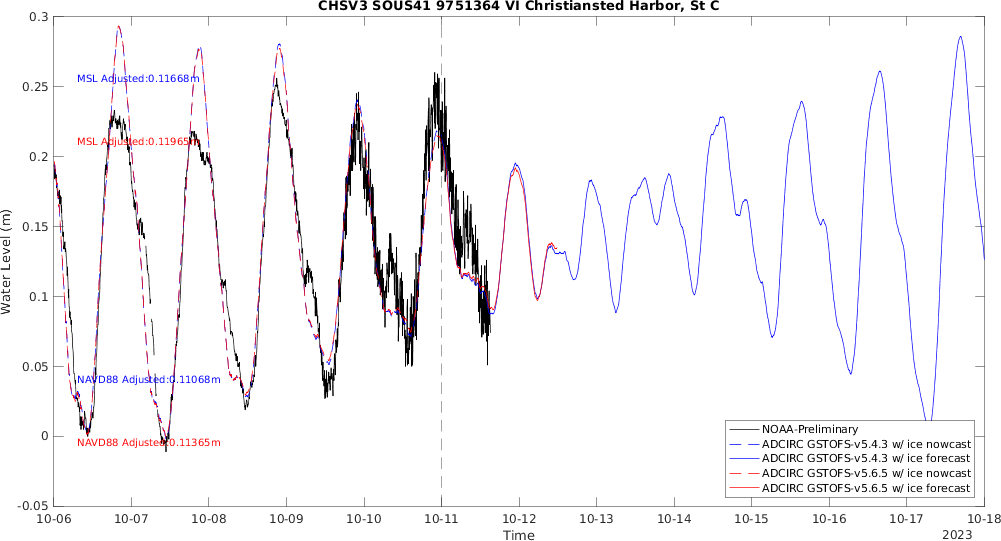 CHSV3 SOUS41 9751364 VI Christiansted Harbor, St C
0.3
0.25
0.2
0.15
0.1
0.05
0
-0.05
Water Level (m)
MSL Adjusted:0.11668m
MSL Adjusted:0.11965m
NAVD88 Adjusted:0.11068m
NAVD88 Adjusted:0.11365m
NOAA-Preliminary
ADCIRC GSTOFS-v5.4.3 w/ ice nowcast
ADCIRC GSTOFS-v5.4.3 w/ ice forecast
ADCIRC GSTOFS-v5.6.5 w/ ice nowcast
ADCIRC GSTOFS-v5.6.5 w/ ice forecast
10-06 10-07 10-08 10-09 10-10 10-11 10-12 10-13 10-14 10-15 10-16 10-17 10-18
Time
2023